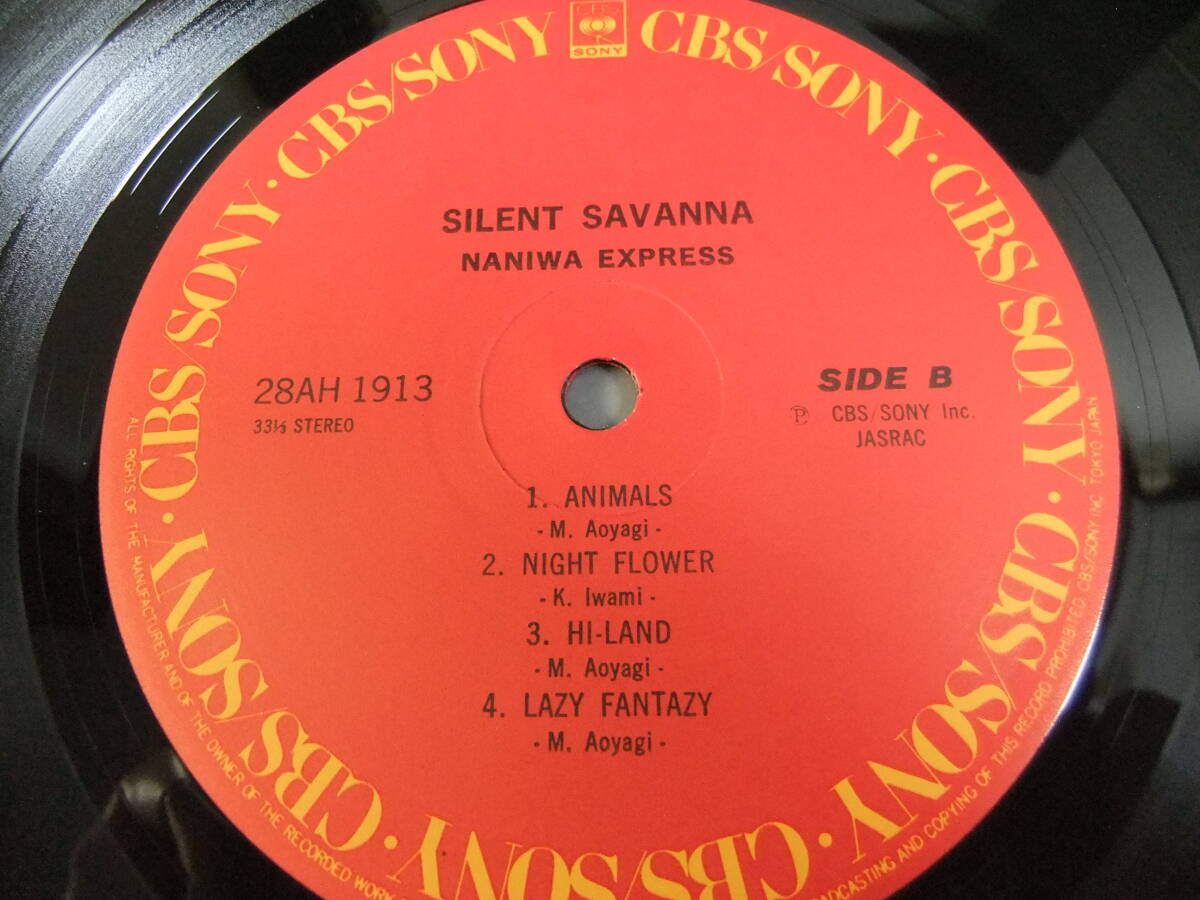 CBS
SONY
CBS/SONY · CBS/SONY · CBS/SONY · CBS/SONY · CBS/SONY · CBS/SONY · CBS/SONY · CBS/SONY · CBS/SONY
SILENT SAVANNA
NANIWA EXPRESS
28AH 1913
33⅓ STEREO
SIDE B
Ⓟ CBS/SONY Inc.
JASRAC
1. ANIMALS
- M. Aoyagi -
2. NIGHT FLOWER
- K. Iwami -
3. HI-LAND
- M. Aoyagi -
4. LAZY FANTAZY
- M. Aoyagi -
ALL RIGHTS OF THE MANUFACTURER AND OF THE OWNER OF THE RECORDED WORK
BROADCASTING AND COPYING OF THIS RECORD PROHIBITED CBS/SONY INC. TOKYO JAPAN